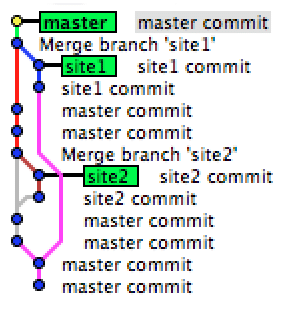 master master commit
Merge branch 'site1'
site1 site1 commit
site1 commit
master commit
master commit
Merge branch 'site2'
site2 site2 commit
site2 commit
master commit
master commit
master commit
master commit